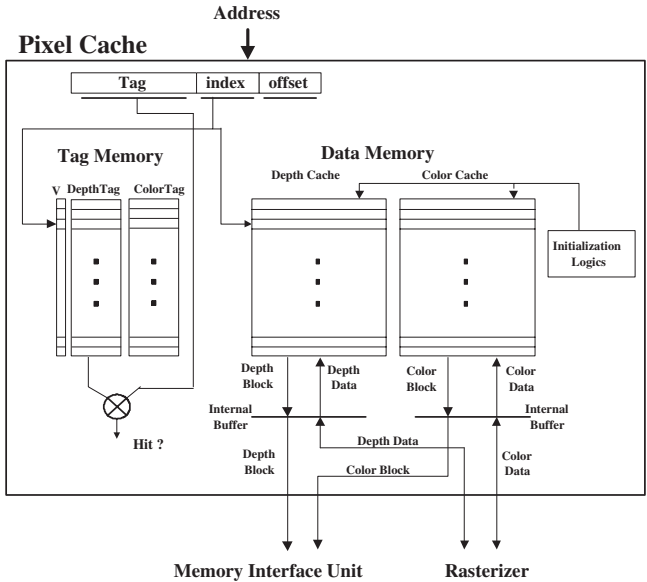 Address
Pixel Cache
Tag index offset
Tag Memory
Data Memory
Depth Cache
Color Cache
V DepthTag ColorTag
Initialization
Logics
Depth
Block
Depth
Data
Color
Block
Color
Data
Internal
Buffer
Internal
Buffer
Hit ?
Depth Data
Depth
Block
Color Block
Color
Data
Memory Interface Unit
Rasterizer